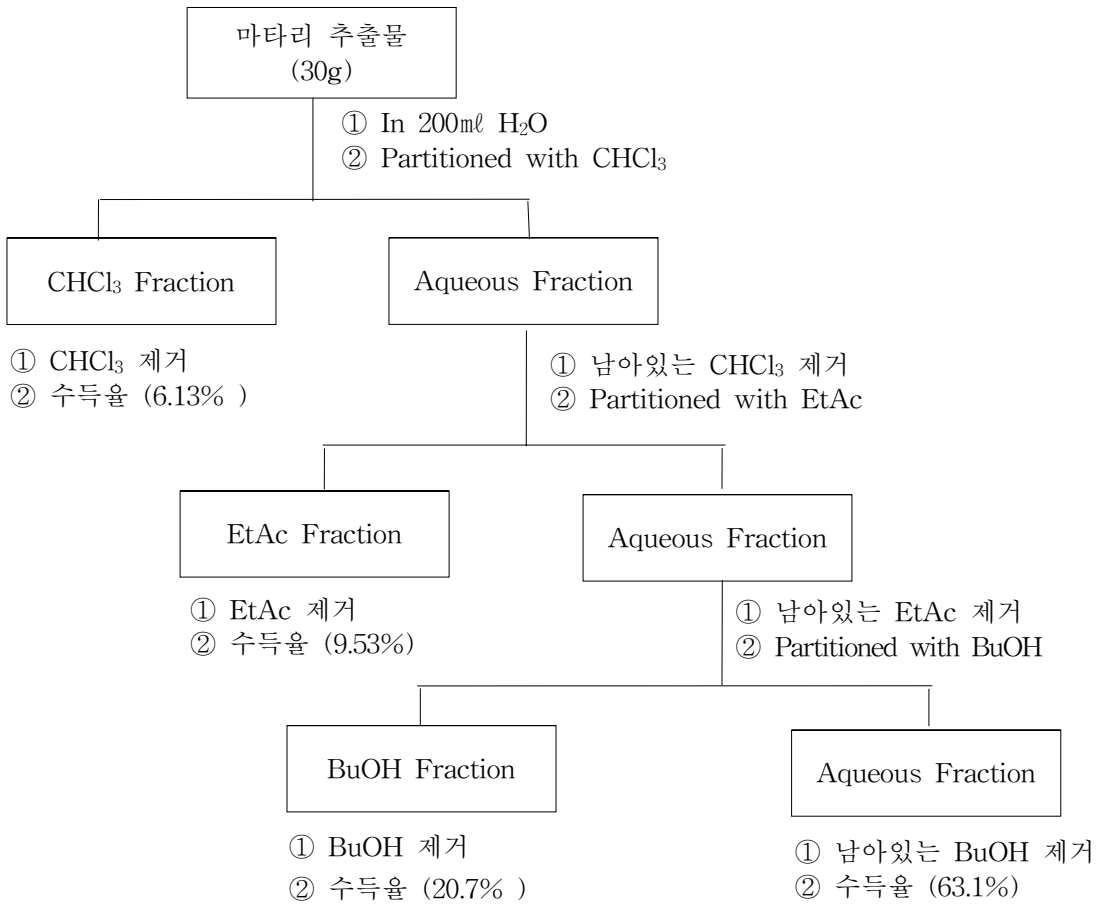 마타리 추출물
(30g)
① In 200㎖ H₂O
② Partitioned with CHCl₃
CHCl₃ Fraction
Aqueous Fraction
① CHCl₃ 제거
② 수득율 (6.13% )
① 남아있는 CHCl₃ 제거
② Partitioned with EtAc
EtAc Fraction
Aqueous Fraction
① EtAc 제거
② 수득율 (9.53%)
① 남아있는 EtAc 제거
② Partitioned with BuOH
BuOH Fraction
Aqueous Fraction
① BuOH 제거
② 수득율 (20.7% )
① 남아있는 BuOH 제거
② 수득율 (63.1%)